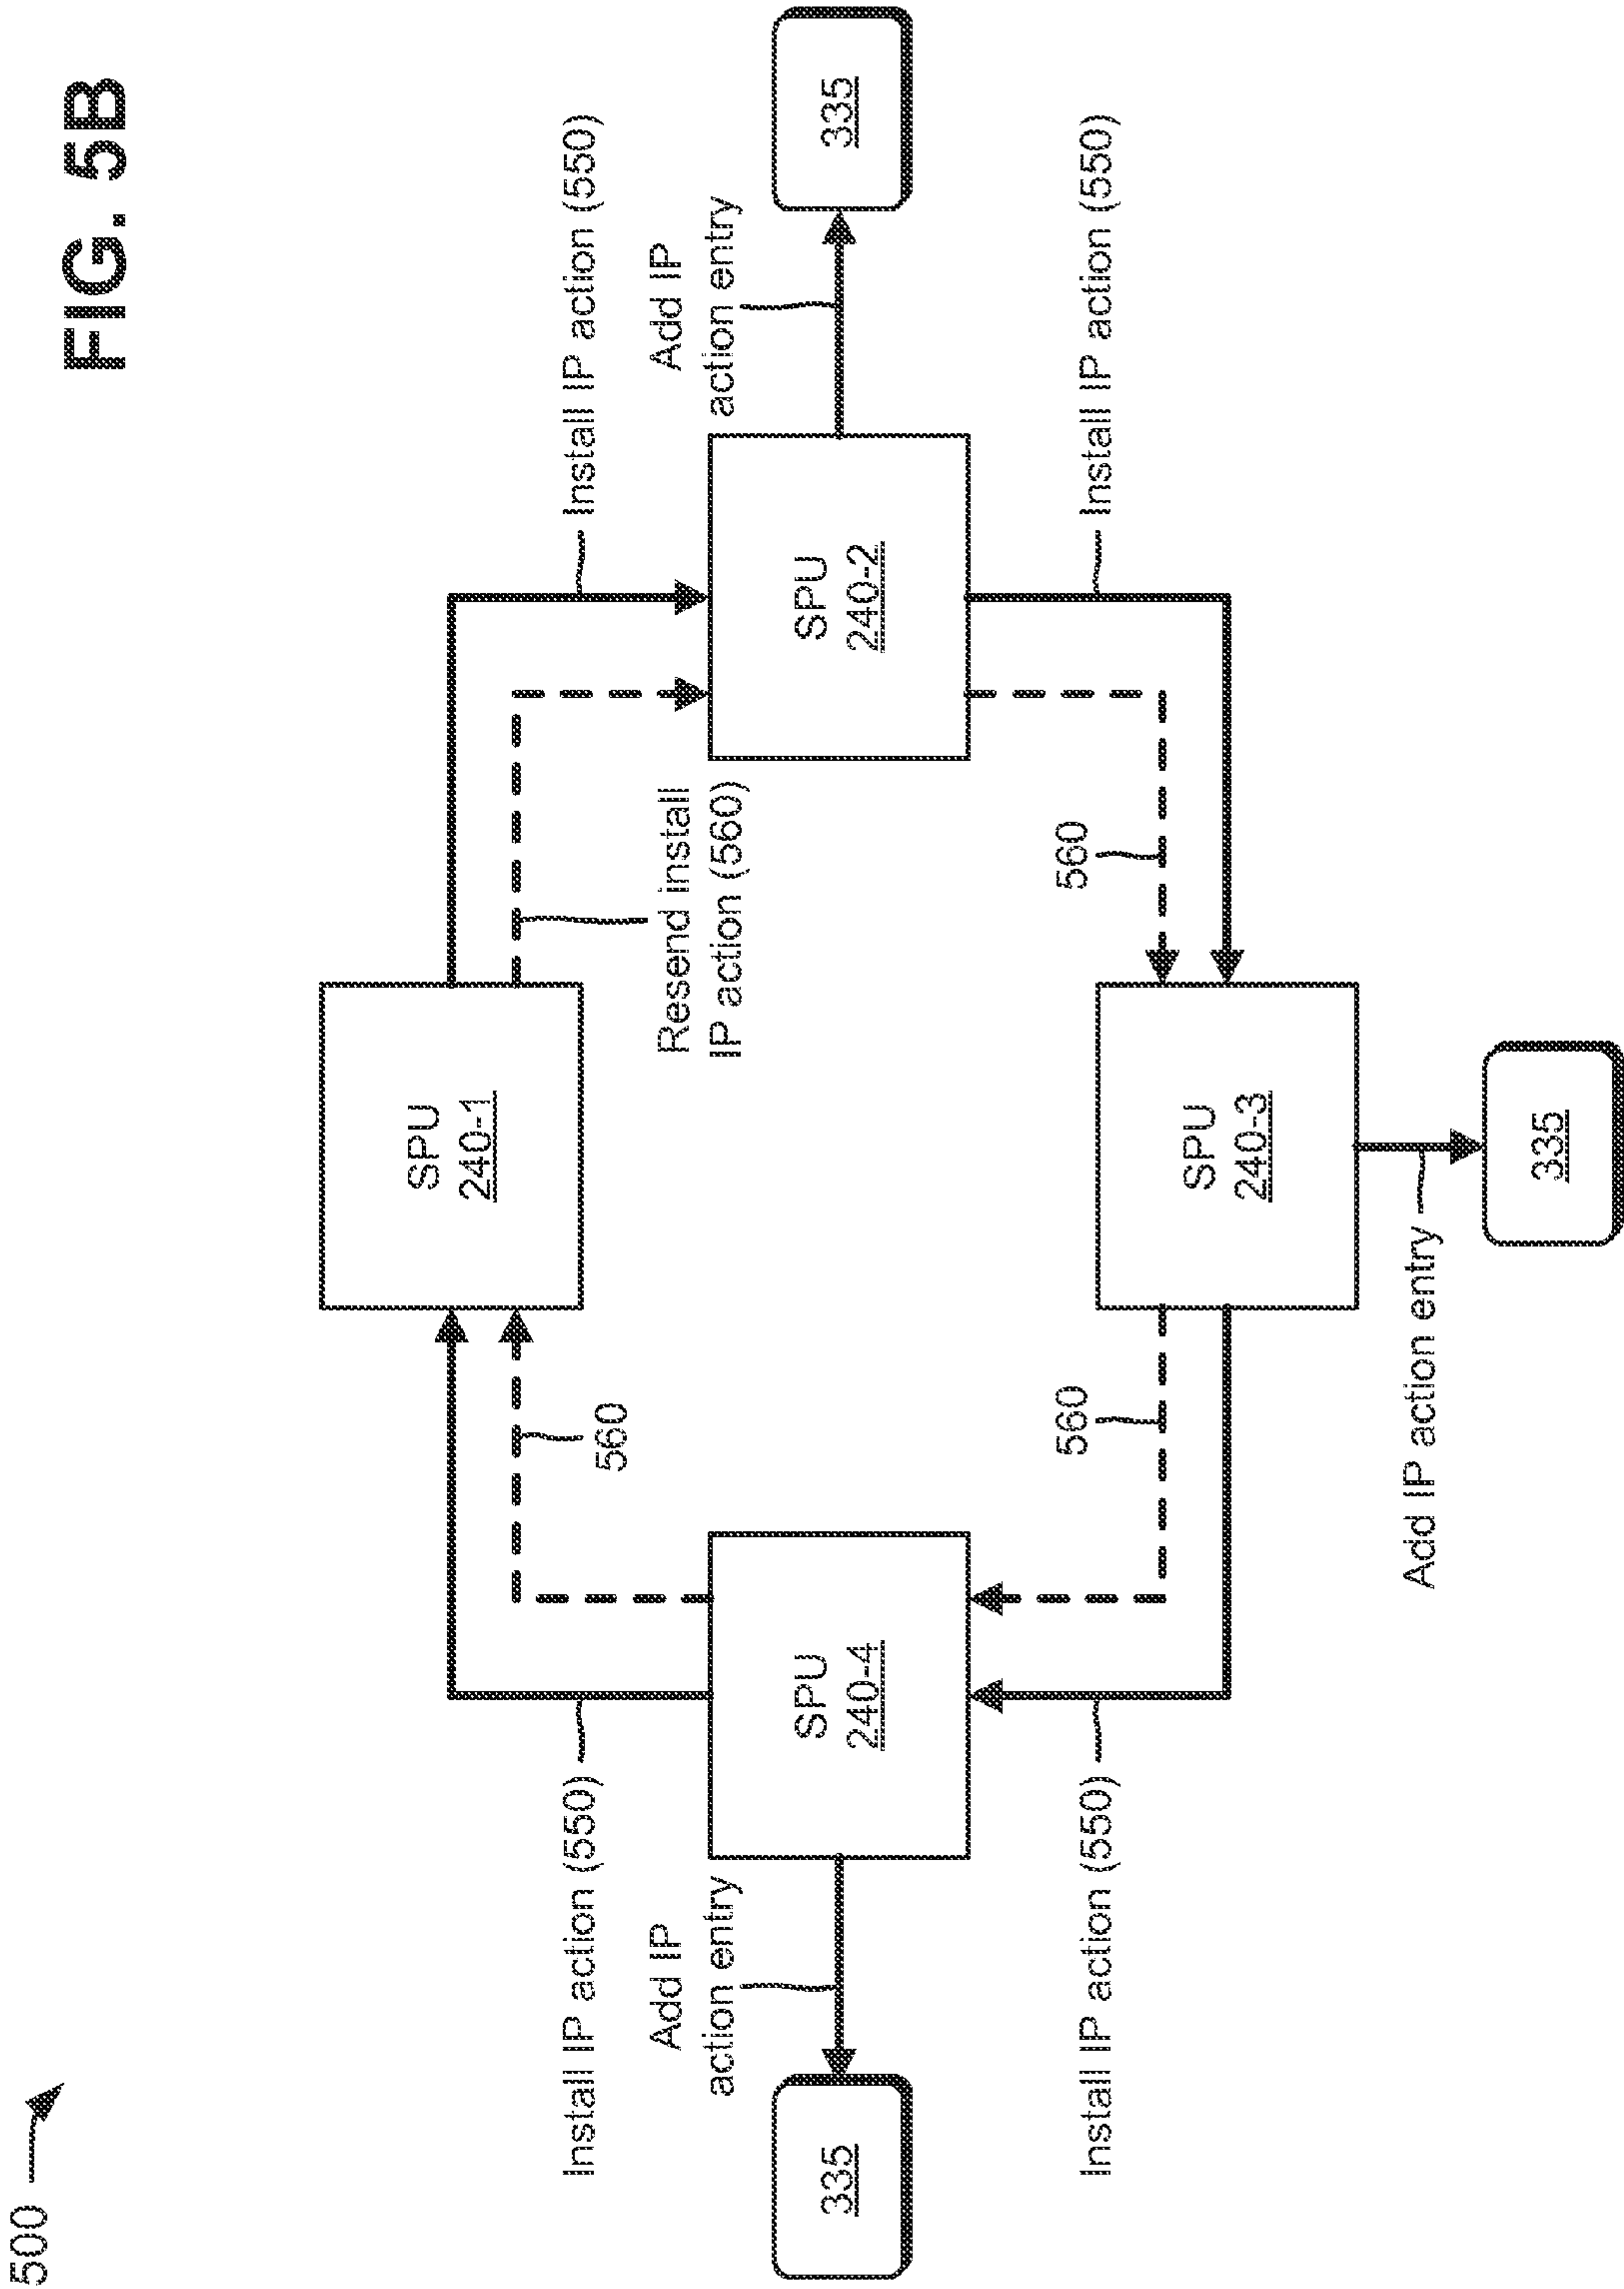 500
FIG. 5B
SPU
240-1
Install IP action (550)
Install IP action (550)
Resend install
IP action (560)
560
Add IP
action entry
335
SPU
240-4
SPU
240-2
Add IP
action entry
335
560
560
Install IP action (550)
Install IP action (550)
SPU
240-3
Add IP action entry
335